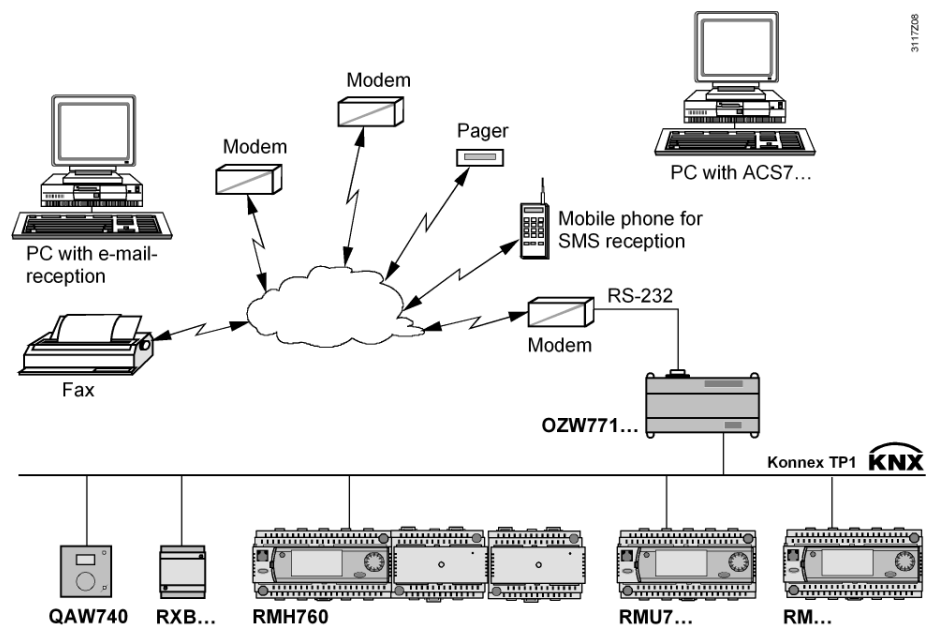 3117Z08
Modem
Modem
Pager
PC with ACS7...
Mobile phone for
SMS reception
PC with e-mail-
reception
RS-232
Modem
Fax
OZW771...
Konnex TP1 KNX
QAW740
RXB...
RMH760
RMU7...
RM...